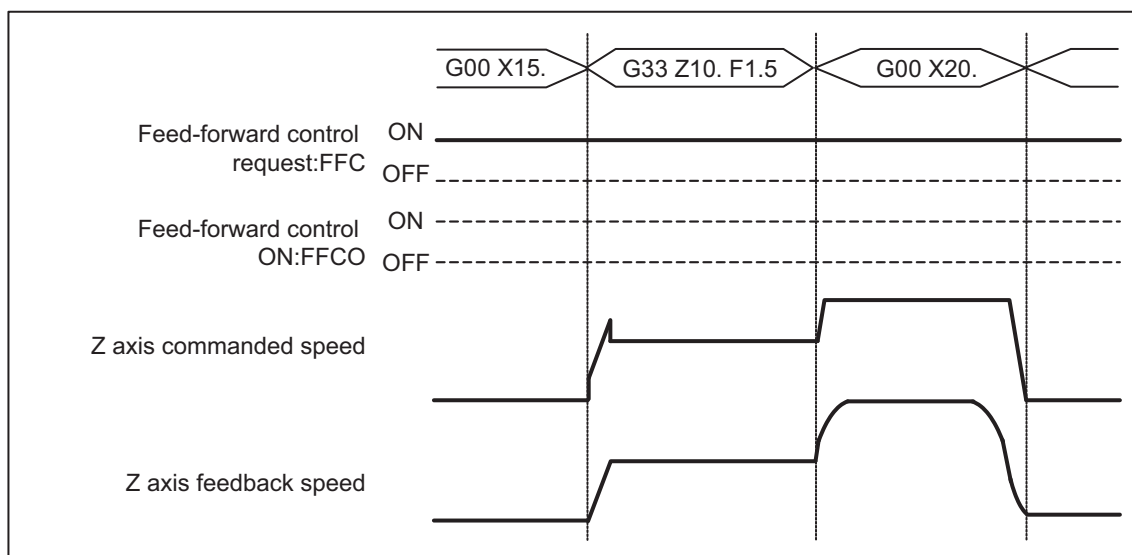 G00 X15.
G33 Z10. F1.5
G00 X20.
Feed-forward control
request:FFC
ON
OFF
Feed-forward control
ON:FFCO
ON
OFF
Z axis commanded speed
Z axis feedback speed